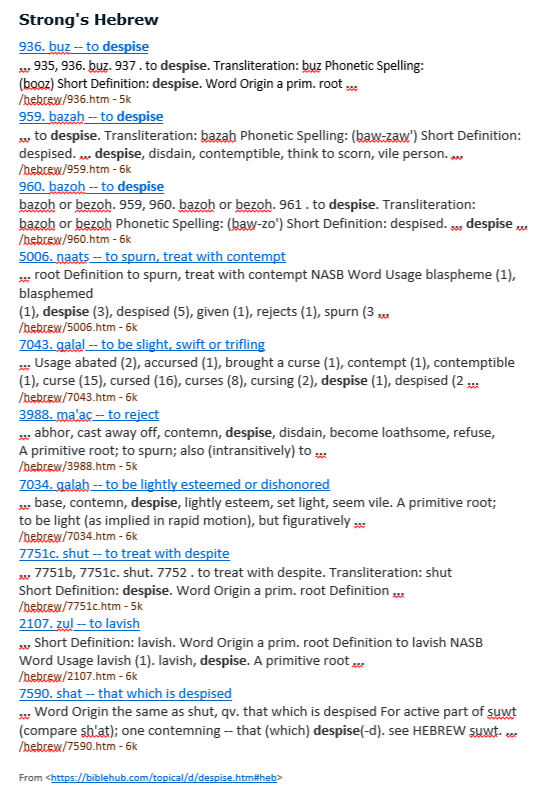 Strong's Hebrew
936. buz -- to despise
... 935, 936. buz. 937 . to despise. Transliteration: buz Phonetic Spelling:
(booz) Short Definition: despise. Word Origin a prim. root ...
/hebrew/936.htm - 5k
959. bazah -- to despise
... to despise. Transliteration: bazah Phonetic Spelling: (baw-zaw') Short Definition:
despised. ... despise, disdain, contemptible, think to scorn, vile person. ...
/hebrew/959.htm - 6k
960. bazoh -- to despise
bazoh or bezoh. 959, 960. bazoh or bezoh. 961 . to despise. Transliteration:
bazoh or bezoh Phonetic Spelling: (baw-zo') Short Definition: despised. ... despise ...
/hebrew/960.htm - 6k
5006. naats -- to spurn, treat with contempt
... root Definition to spurn, treat with contempt NASB Word Usage blaspheme (1),
blasphemed
(1), despise (3), despised (5), given (1), rejects (1), spurn (3 ...
/hebrew/5006.htm - 6k
7043. qalal -- to be slight, swift or trifling
... Usage abated (2), accursed (1), brought a curse (1), contempt (1), contemptible
(1), curse (15), cursed (16), curses (8), cursing (2), despise (1), despised (2 ...
/hebrew/7043.htm - 6k
3988. ma'ac -- to reject
... abhor, cast away off, contemn, despise, disdain, become loathsome, refuse,
A primitive root; to spurn; also (intransitively) to ...
/hebrew/3988.htm - 5k
7034. qalah -- to be lightly esteemed or dishonored
... base, contemn, despise, lightly esteem, set light, seem vile. A primitive root;
to be light (as implied in rapid motion), but figuratively ...
/hebrew/7034.htm - 6k
7751c. shut -- to treat with despite
... 7751b, 7751c. shut. 7752 . to treat with despite. Transliteration: shut
Short Definition: despise. Word Origin a prim. root Definition ...
/hebrew/7751c.htm - 5k
2107. zul -- to lavish
... Short Definition: lavish. Word Origin a prim. root Definition to lavish NASB
Word Usage lavish (1). lavish, despise. A primitive root ...
/hebrew/2107.htm - 6k
7590. shat -- that which is despised
... Word Origin the same as shut, qv. that which is despised For active part of suwt
(compare sh'at); one contemning -- that (which) despise(-d). see HEBREW suwt. ...
/hebrew/7590.htm - 6k
From <https://biblehub.com/topical/d/despise.htm#heb>